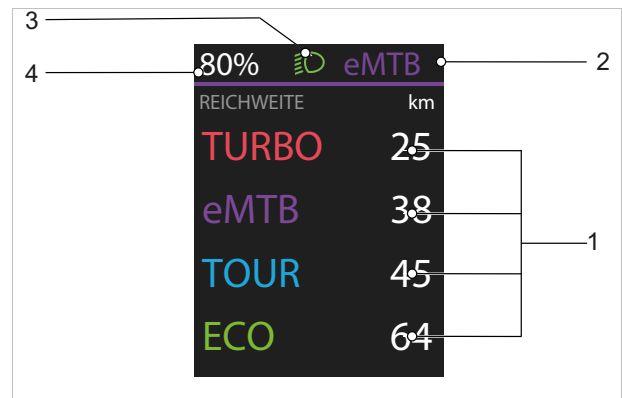 3
4
80% eMTB
2
REICHWEITE km
TURBO 25
eMTB 38
1
TOUR 45
ECO 64